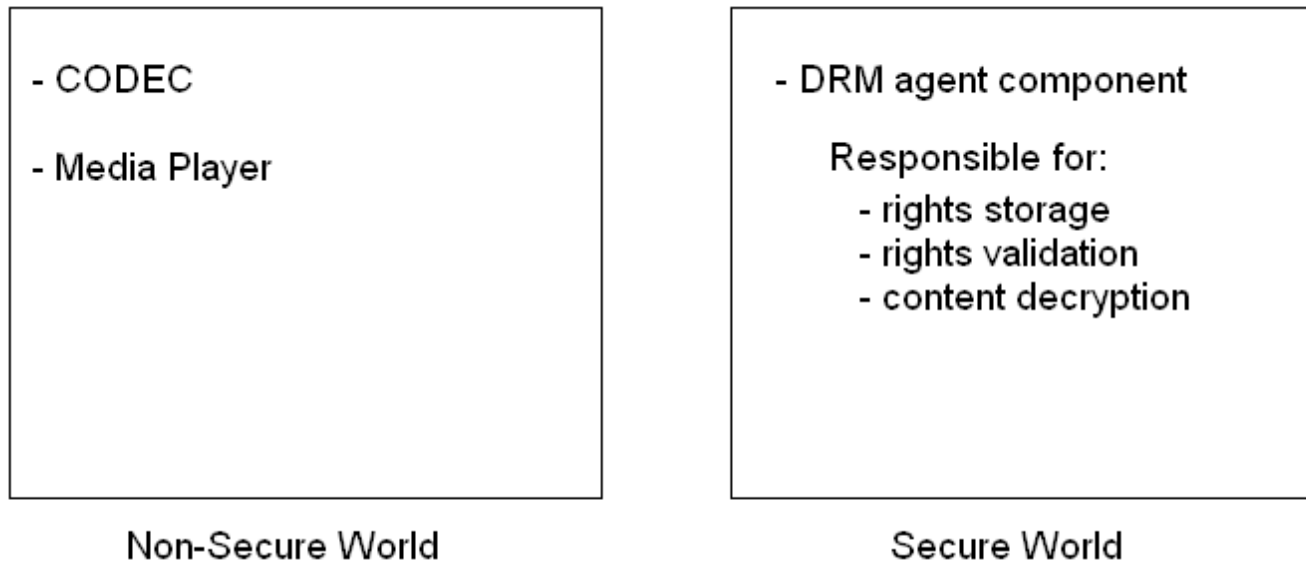 - CODEC
- Media Player
Non-Secure World
- DRM agent component
Responsible for:
- rights storage
- rights validation
- content decryption
Secure World